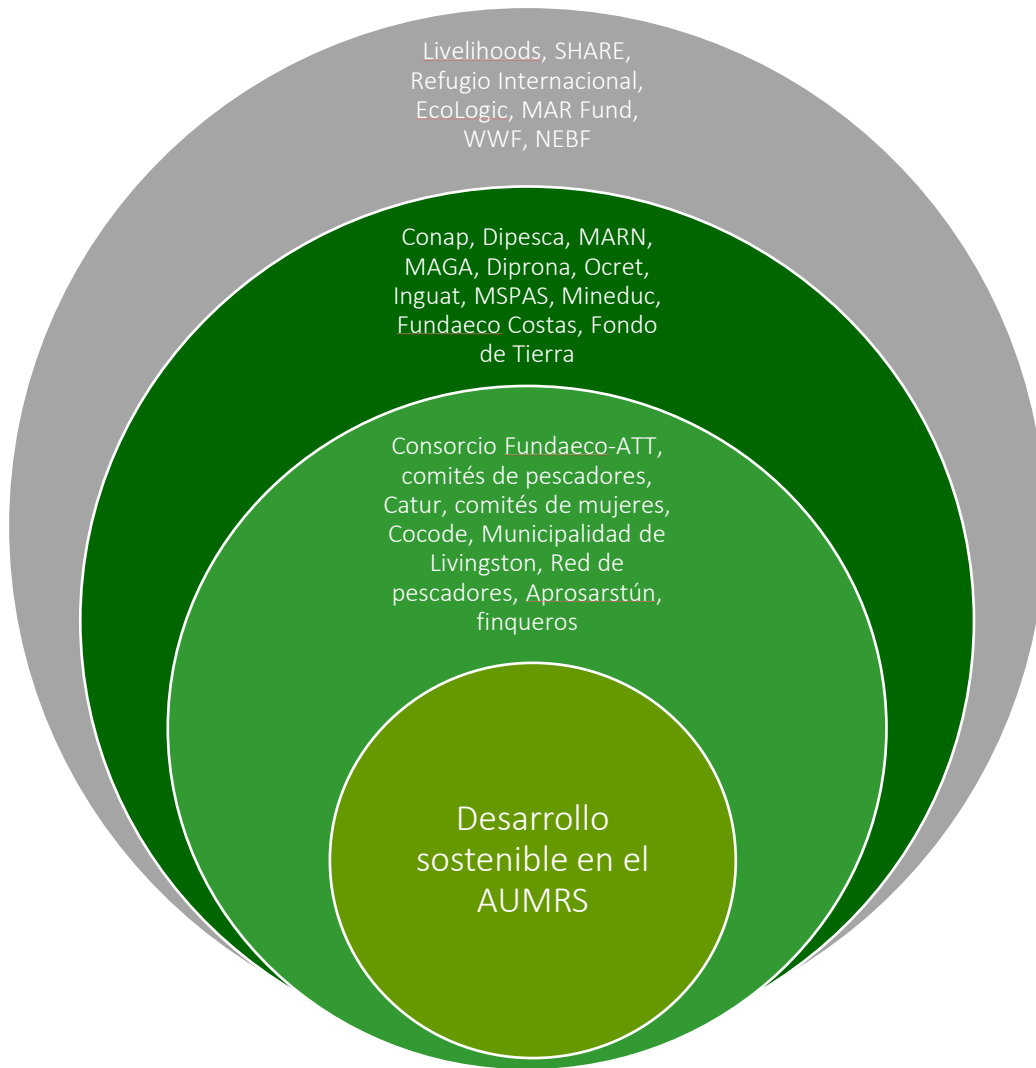 Livelihoods, SHARE,
Refugio Internacional,
EcoLogic, MAR Fund,
WWF, NEBF
Conap, Dipesca, MARN,
MAGA, Diprona, Ocret,
Inguat, MSPAS, Mineduc,
Fundaeco Costas, Fondo
de Tierra
Consorcio Fundaeco-ATT,
comités de pescadores,
Catur, comités de mujeres,
Cocode, Municipalidad de
Livingston, Red de
pescadores, Aprosarstún,
finqueros
Desarrollo
sostenible en el
AUMRS